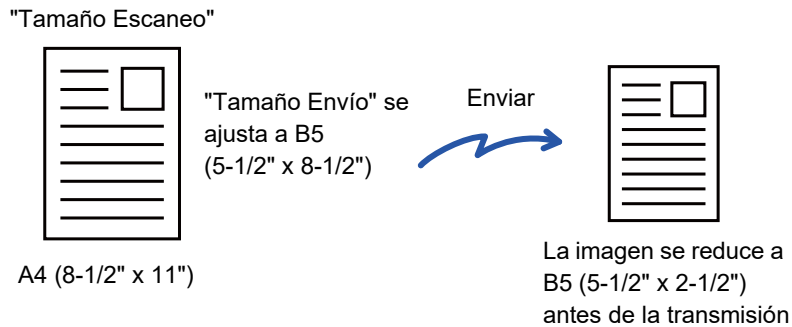 "Tamaño Escaneo"
"Tamaño Envío" se
ajusta a B5
(5-1/2" x 8-1/2")
Enviar
A4 (8-1/2" x 11")
La imagen se reduce a
B5 (5-1/2" x 2-1/2")
antes de la transmisión